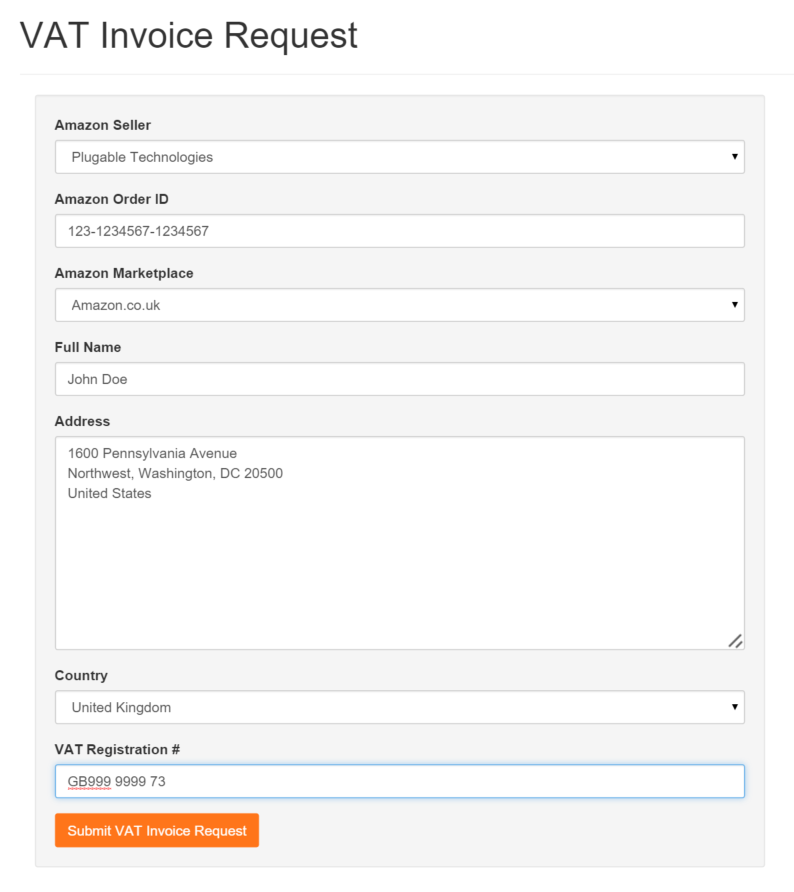 VAT Invoice Request
Amazon Seller
Plugable Technologies
Amazon Order ID
123-1234567-1234567
Amazon Marketplace
Amazon.co.uk
Full Name
John Doe
Address
1600 Pennsylvania Avenue
Northwest, Washington, DC 20500
United States
Country
United Kingdom
VAT Registration #
GB999 9999 73
Submit VAT Invoice Request